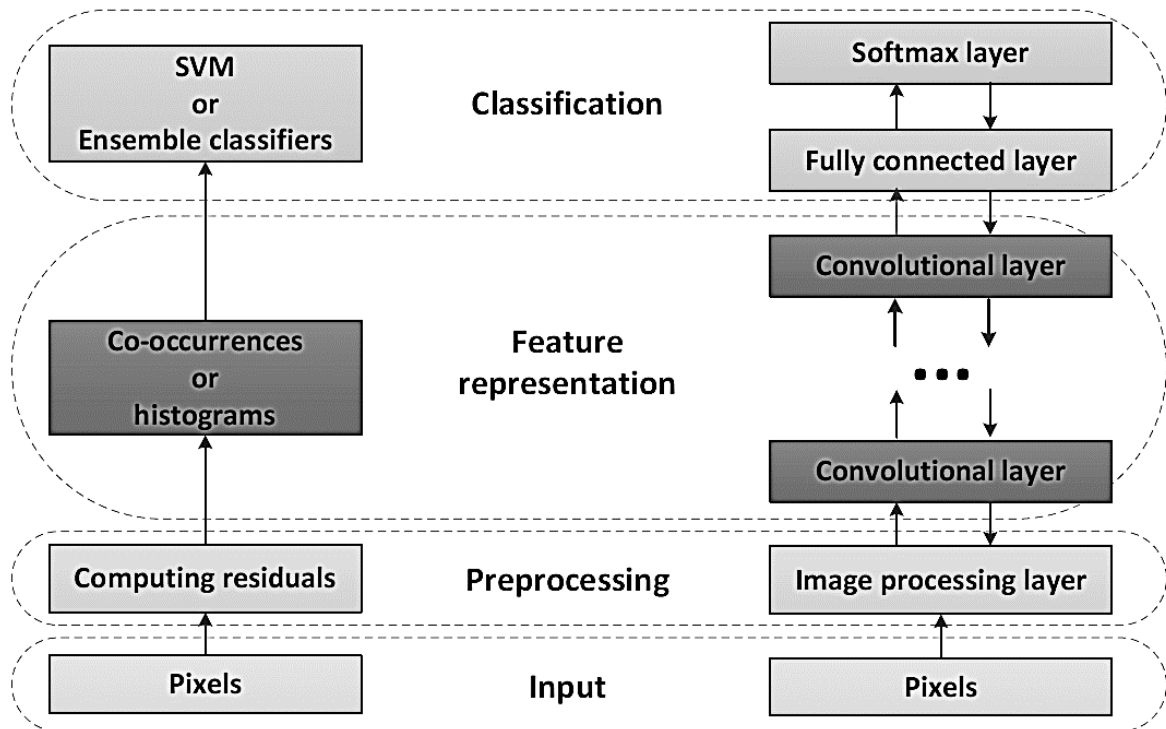 SVM
or
Ensemble classifiers
Classification
Softmax layer
Fully connected layer
Co-occurrences
or
histograms
Feature
representation
Convolutional layer
...
Convolutional layer
Computing residuals
Preprocessing
Image processing layer
Pixels
Input
Pixels